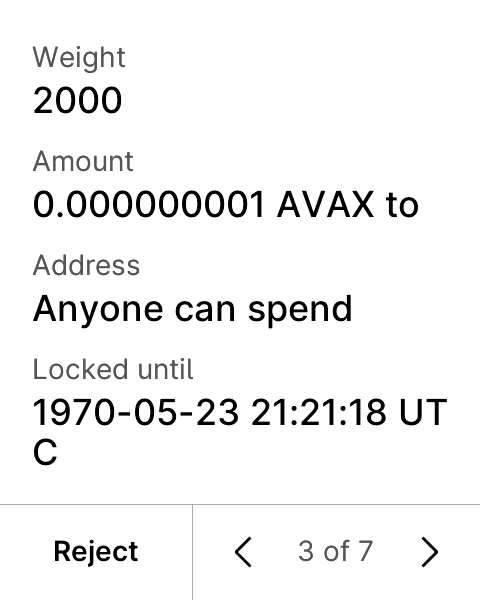 Weight
2000
Amount
0.000000001 AVAX to
Address
Anyone can spend
Locked until
1970-05-23 21:21:18 UT
C
Reject
3 of 7